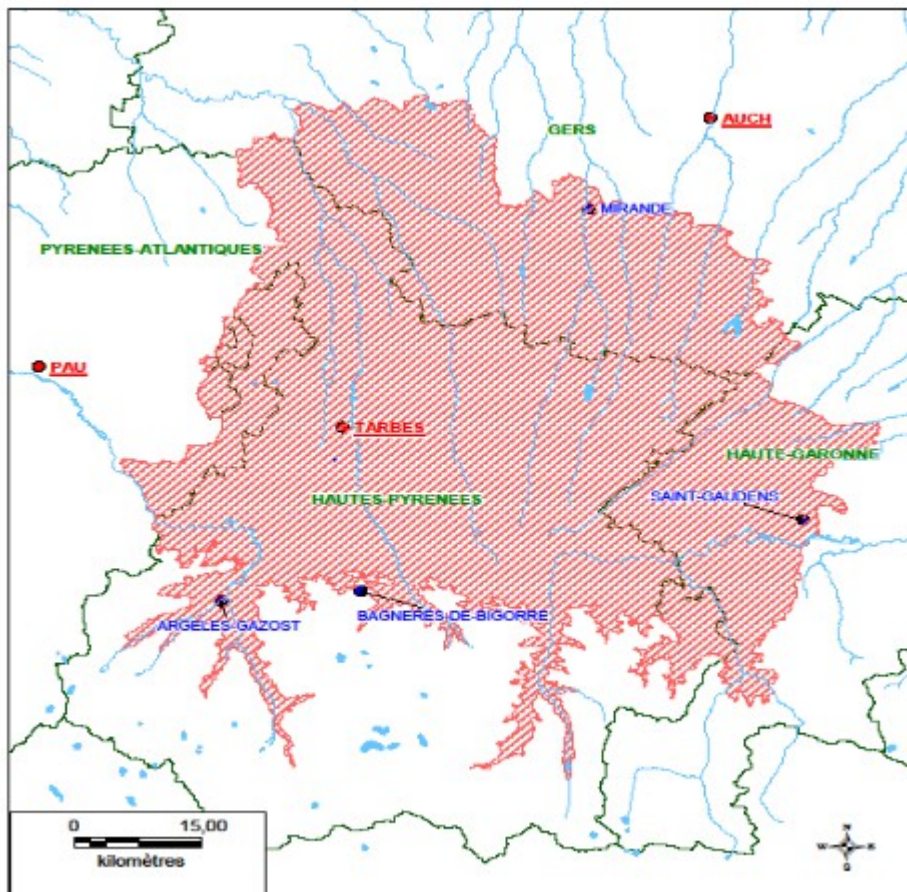 AUCH
GERS
MIRANDE
PYRENEES-ATLANTIQUES
PAU
TARBES
HAUTE-GARONNE
HAUTES-PYRENEES
SAINT-GAUDENS
BAGNERES-DE-BIGORRE
ARGELES-GAZOST
0 15,00
kilomètres
N
W E
S